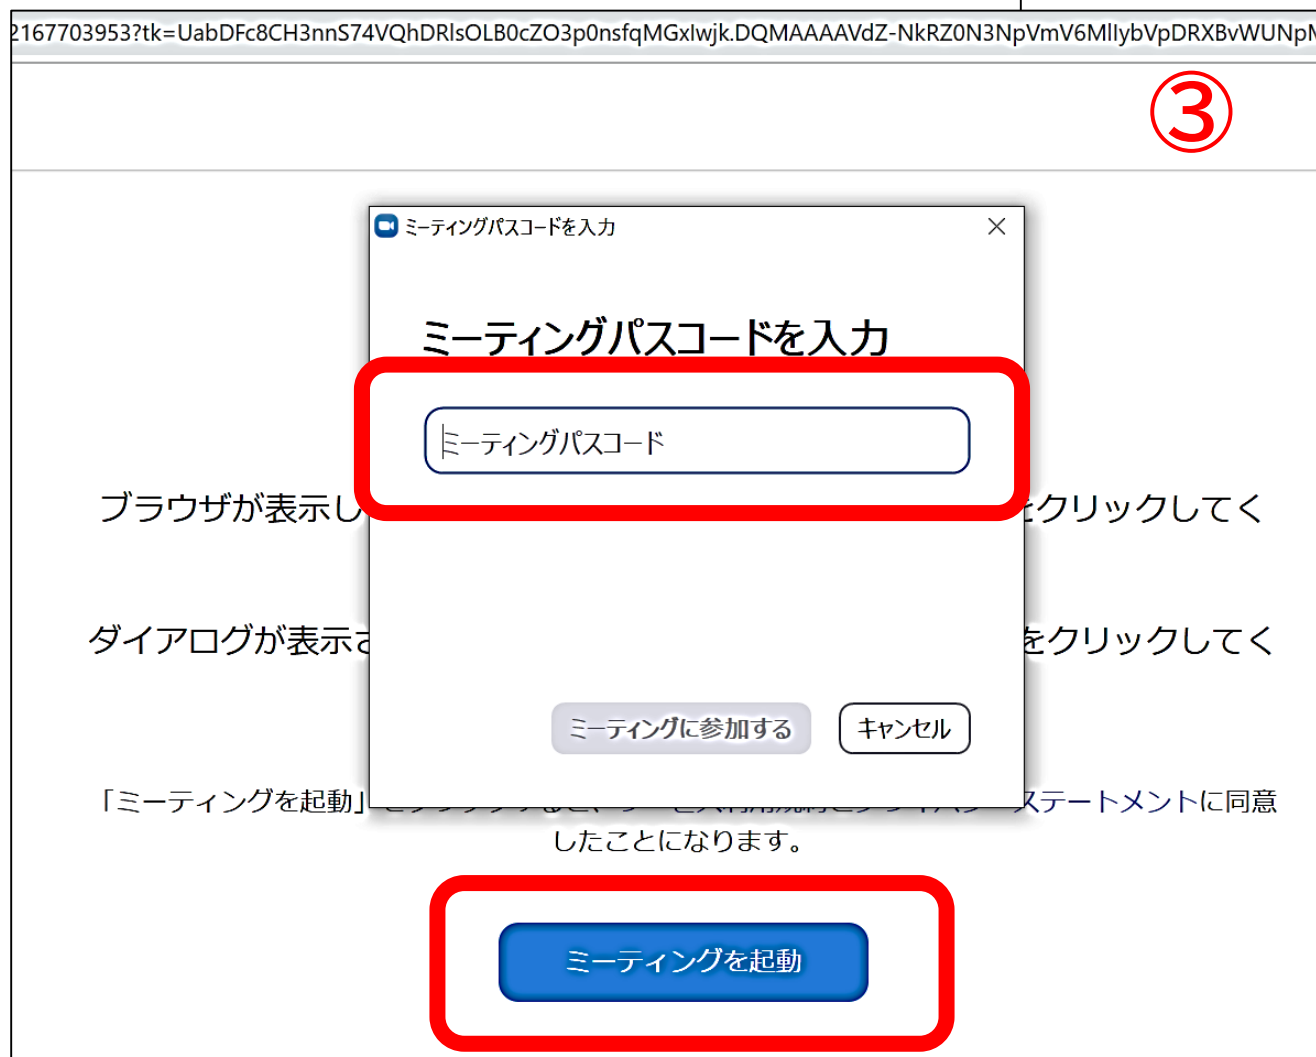 2167703953?tk=UabDFc8CH3nnS74VQhDRlsOLB0cZO3p0nsfqMGxIwjk.DQMAAAAVdZ-NkRZ0N3NpVmV6MlIybVpDRXBvWUNpM
③
ミーティングパスコードを入力
ミーティングパスコードを入力
ミーティングパスコード
ブラウザが表示し
をクリックしてく
ダイアログが表示さ
をクリックしてく
ミーティングに参加する キャンセル
「ミーティングを起動」
ステートメントに同意
したことになります。
ミーティングを起動